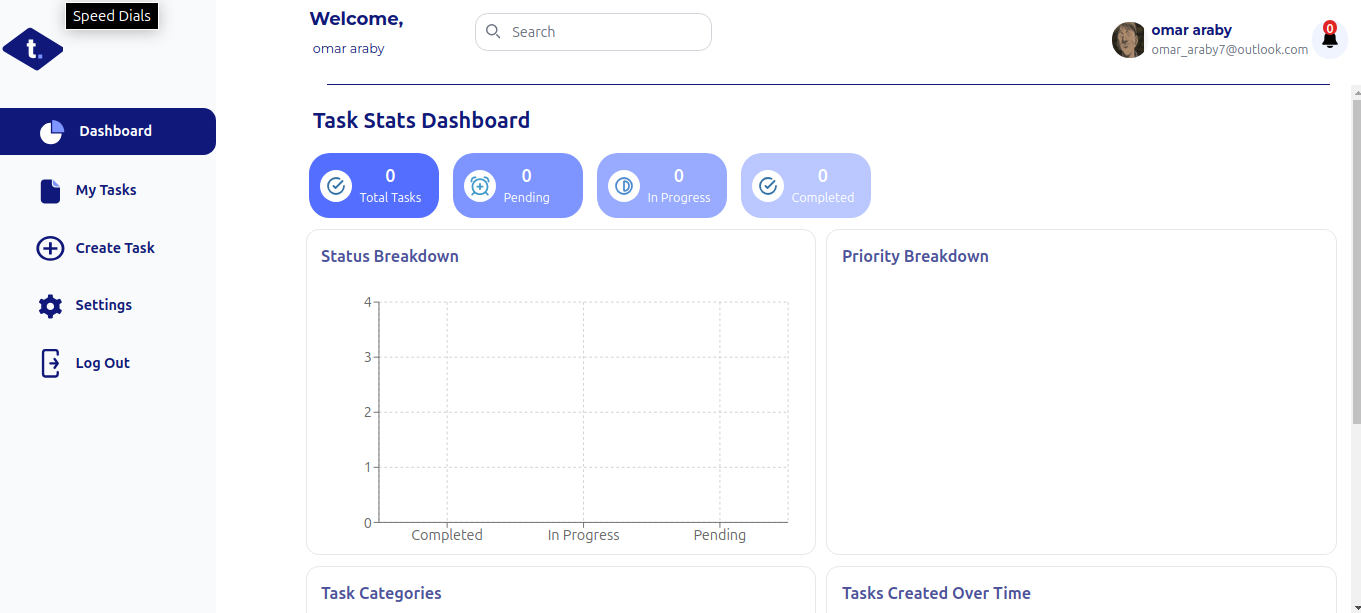 Speed Dials
t.
Welcome,
omar araby
Search
omar araby
omar_araby7@outlook.com
0
Dashboard
My Tasks
Create Task
Settings
Log Out
Task Stats Dashboard
0
Total Tasks
0
Pending
0
In Progress
0
Completed
Status Breakdown
4
3
2
1
0
Completed In Progress Pending
Priority Breakdown
Task Categories
Tasks Created Over Time